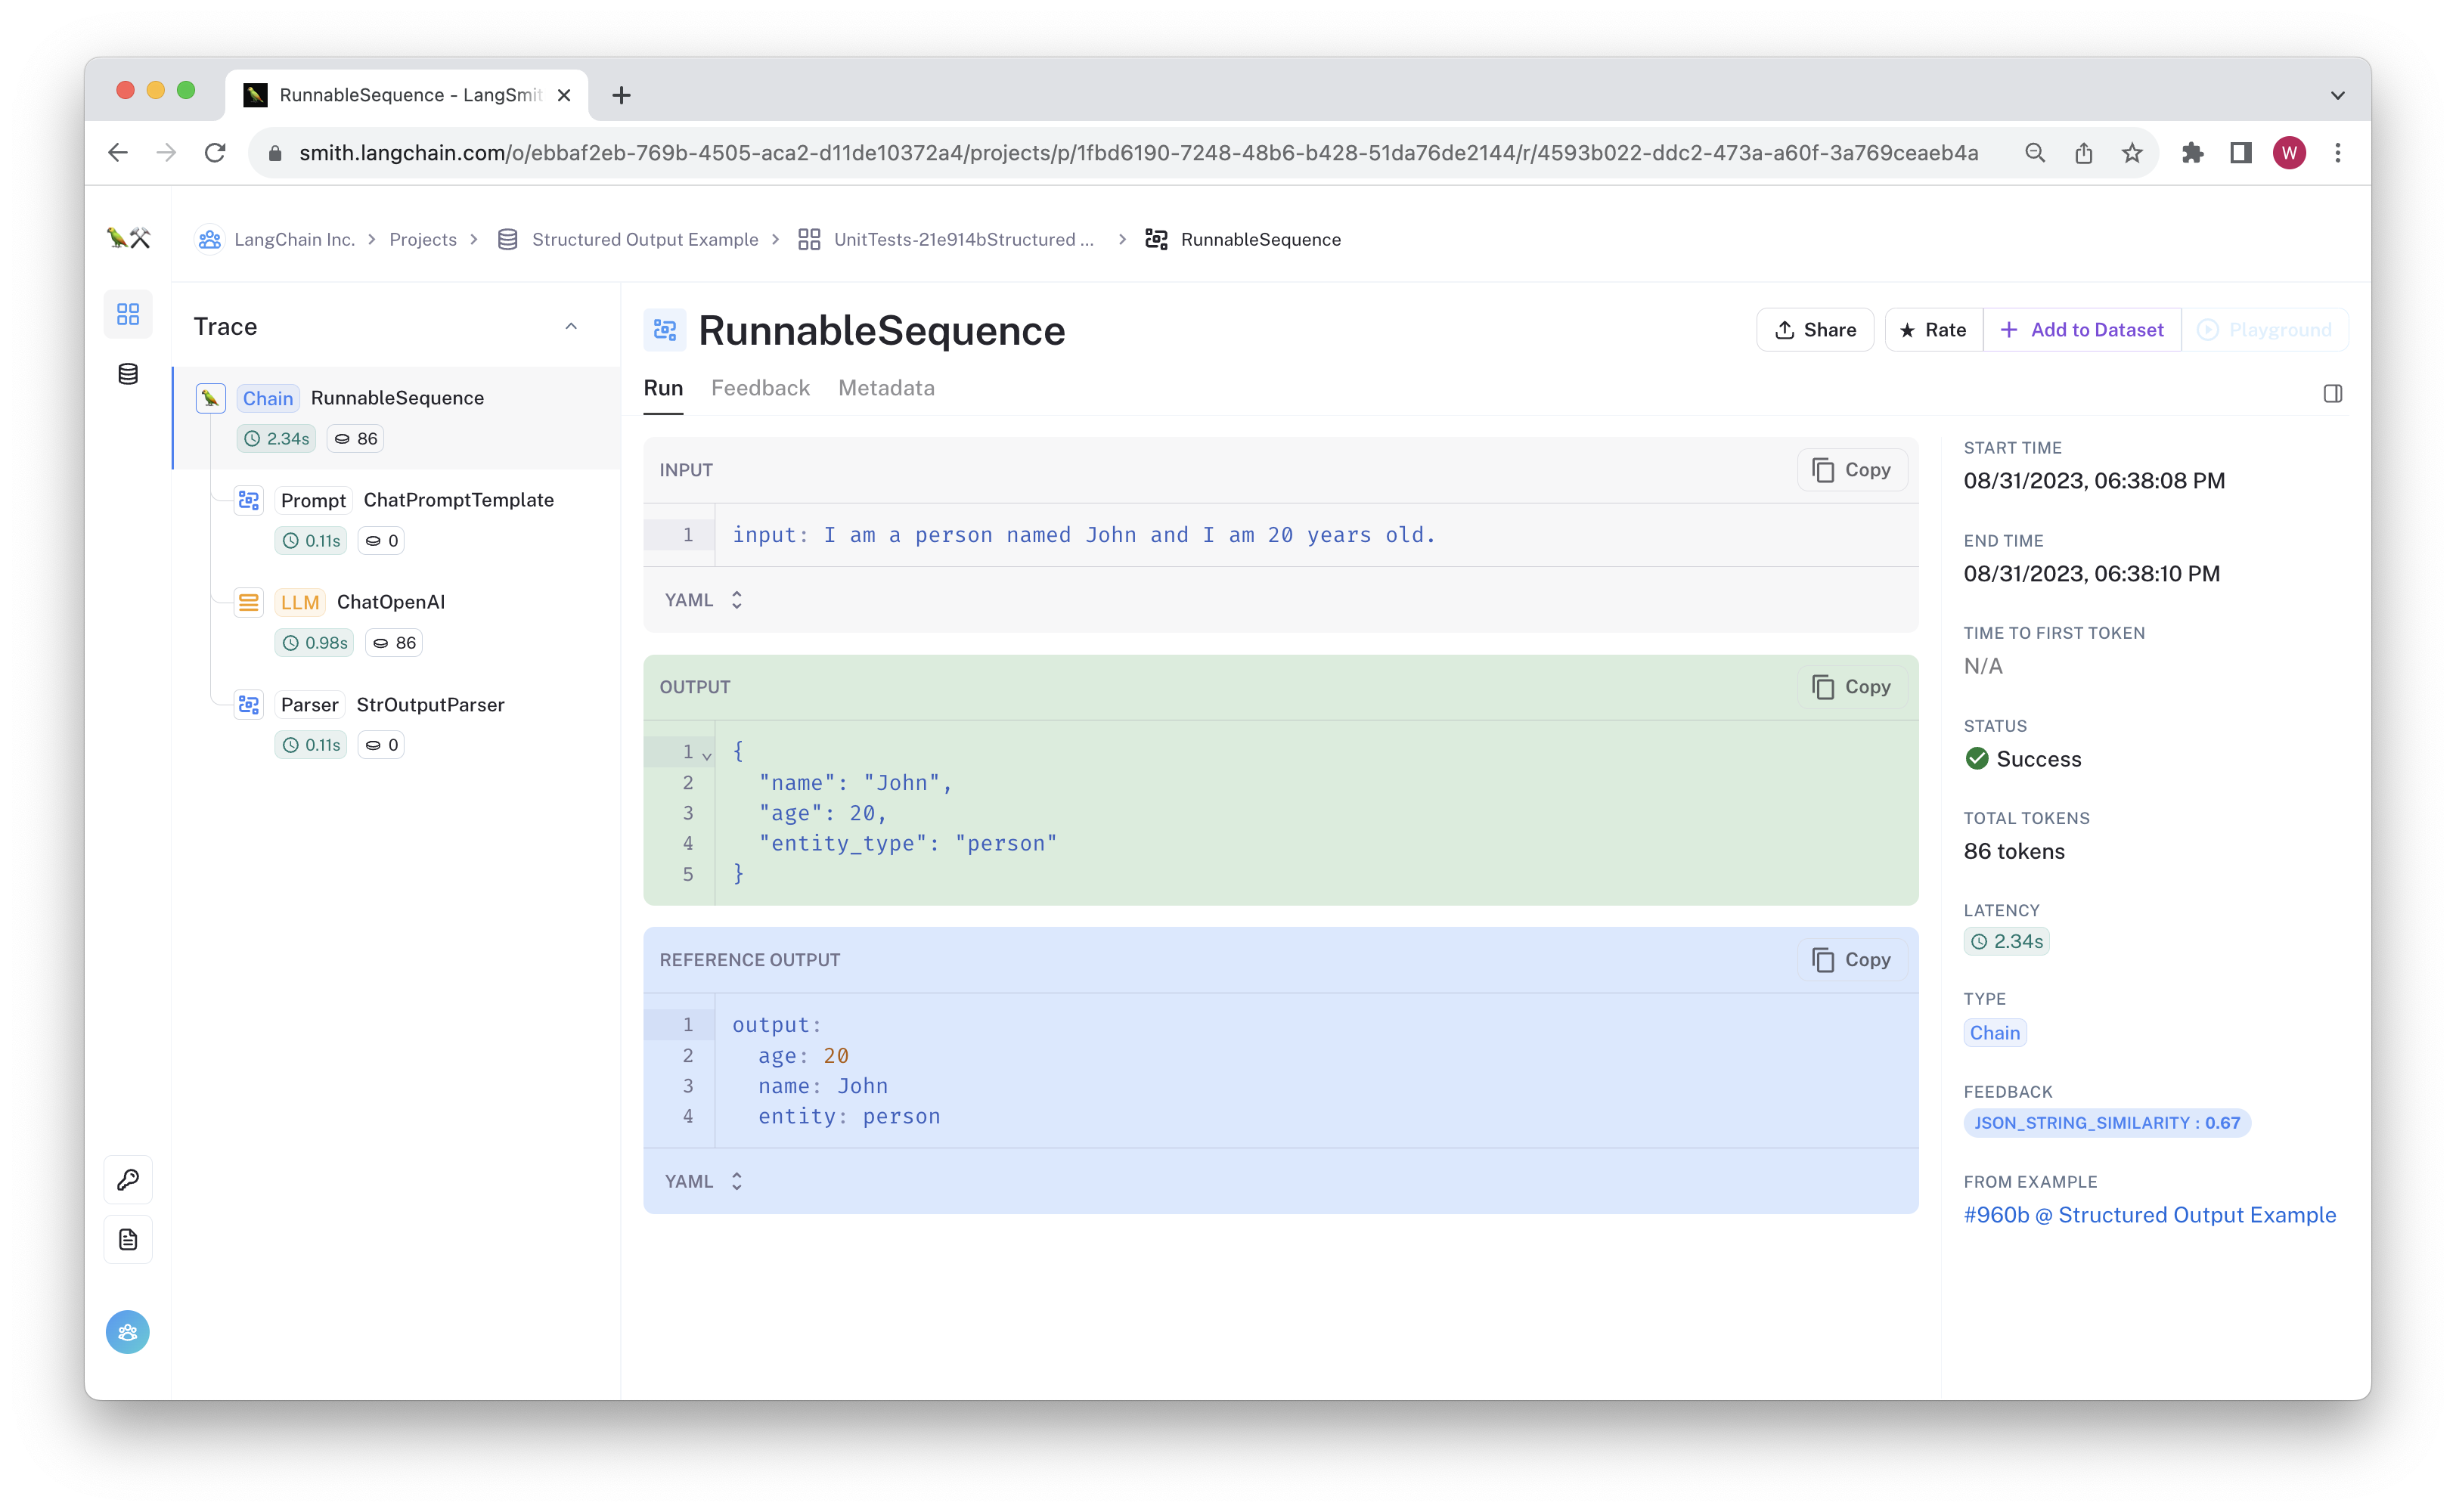 RunnableSequence - LangSmit
smith.langchain.com/o/ebbaf2eb-769b-4505-aca2-d11de10372a4/projects/p/1fbd6190-7248-48b6-b428-51da76de2144/r/4593b022-ddc2-473a-a60f-3a769ceaeb4a
W
LangChain Inc. > Projects > Structured Output Example > UnitTests-21e914bStructured ... > RunnableSequence
Trace
Chain RunnableSequence
2.34s 86
Prompt ChatPromptTemplate
0.11s 0
LLM ChatOpenAI
0.98s 86
Parser StrOutputParser
0.11s 0
RunnableSequence
Share Rate + Add to Dataset Playground
Run Feedback Metadata
INPUT Copy
1 input: I am a person named John and I am 20 years old.
YAML
OUTPUT Copy
1 {
2 "name": "John",
3 "age": 20,
4 "entity_type": "person"
5 }
REFERENCE OUTPUT Copy
1 output:
2 age: 20
3 name: John
4 entity: person
YAML
START TIME
08/31/2023, 06:38:08 PM
END TIME
08/31/2023, 06:38:10 PM
TIME TO FIRST TOKEN
N/A
STATUS
Success
TOTAL TOKENS
86 tokens
LATENCY
2.34s
TYPE
Chain
FEEDBACK
JSON_STRING_SIMILARITY : 0.67
FROM EXAMPLE
#960b @ Structured Output Example